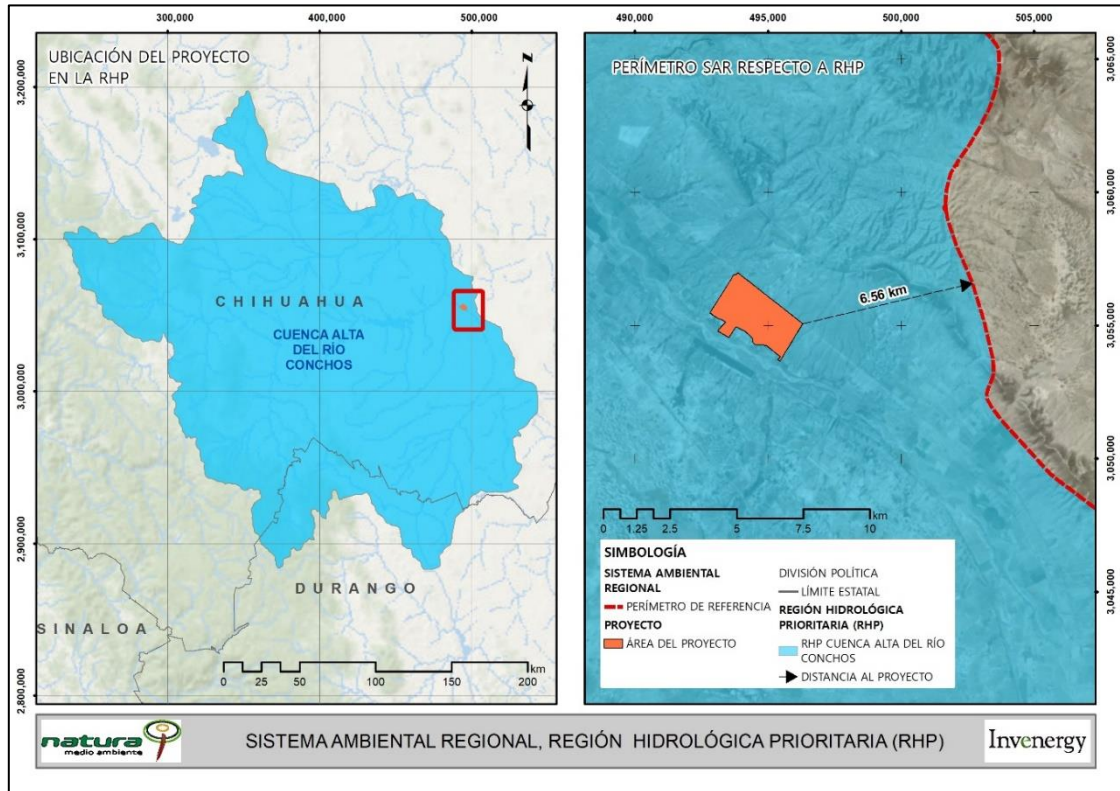 300,000
400,000
500,000
490,000
495,000
500,000
505,000
UBICACIÓN DEL PROYECTO
EN LA RHP
N
3,200,000
3,100,000
3,000,000
2,900,000
2,800,000
CHIHUAHUA
CUENCA ALTA
DEL RÍO
CONCHOS
DURANGO
SINALOA
0 25 50 100 150 200
km
PERÍMETRO SAR RESPECTO A RHP
3,065,000
3,060,000
3,055,000
3,050,000
3,045,000
6.56 km
km
0 1.25 2.5 5 7.5 10
SIMBOLOGÍA
SISTEMA AMBIENTAL
REGIONAL
PERÍMETRO DE REFERENCIA
PROYECTO
ÁREA DEL PROYECTO
DIVISIÓN POLÍTICA
LÍMITE ESTATAL
REGIÓN HIDROLÓGICA
PRIORITARIA (RHP)
RHP CUENCA ALTA DEL RÍO
CONCHOS
DISTANCIA AL PROYECTO
natura
medio ambiente
SISTEMA AMBIENTAL REGIONAL, REGIÓN HIDROLÓGICA PRIORITARIA (RHP)
Invenergy